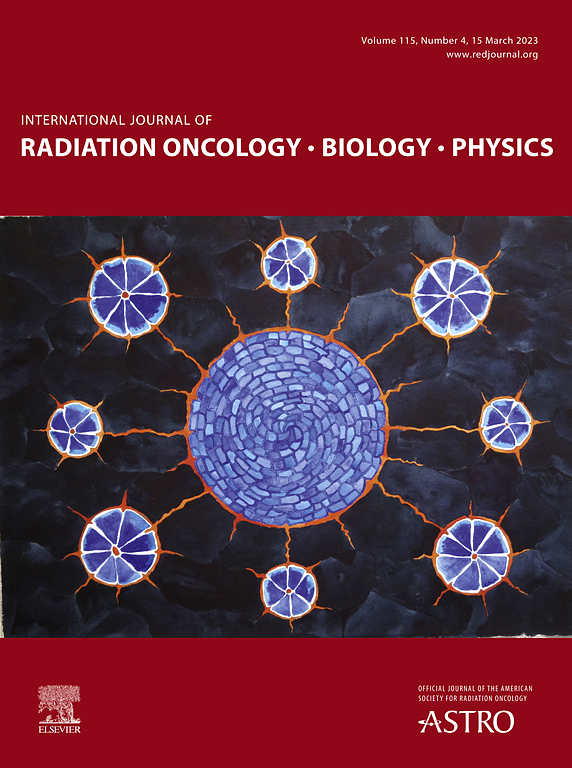 Volume 115, Number 4, 15 March 2023
www.redjournal.org
INTERNATIONAL JOURNAL OF
RADIATION ONCOLOGY • BIOLOGY • PHYSICS
ELSEVIER
OFFICIAL JOURNAL OF THE AMERICAN
SOCIETY FOR RADIATION ONCOLOGY
ASTRO